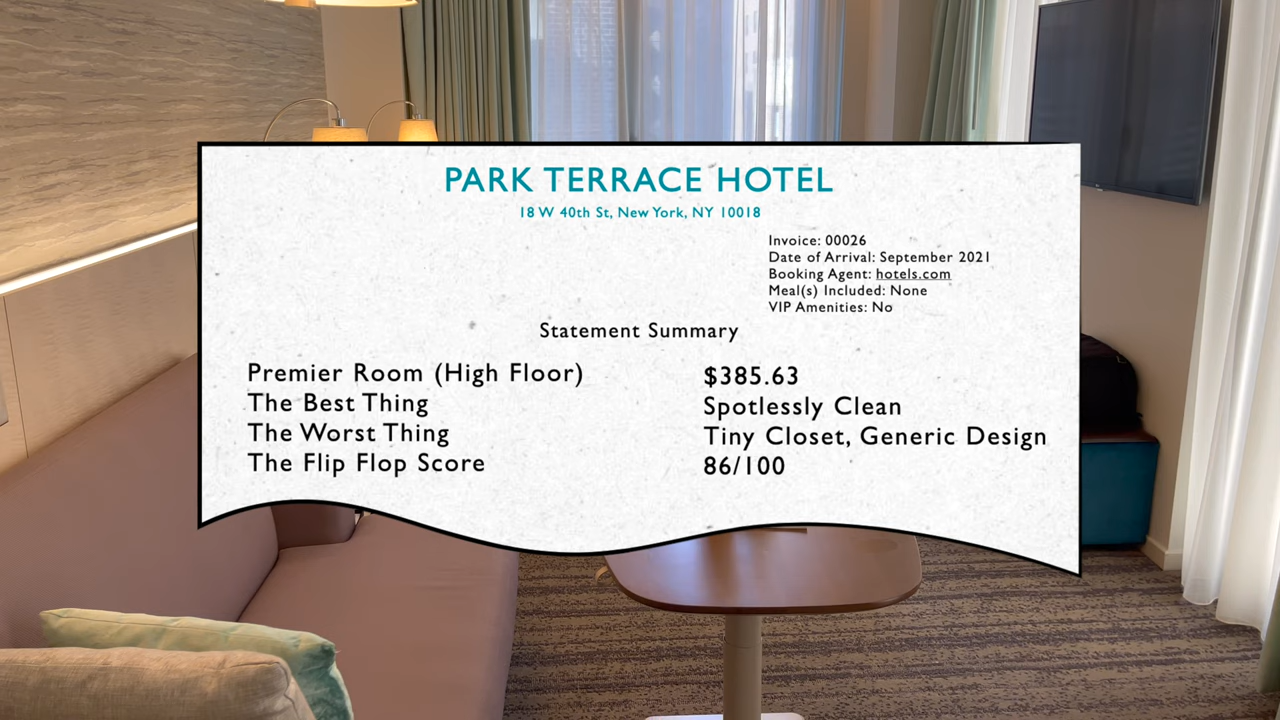 PARK TERRACE HOTEL
18 W 40th St, New York, NY 10018
Invoice: 00026
Date of Arrival: September 2021
Booking Agent: hotels.com
Meal(s) Included: None
VIP Amenities: No
Statement Summary
Premier Room (High Floor) $385.63
The Best Thing Spotlessly Clean
The Worst Thing Tiny Closet, Generic Design
The Flip Flop Score 86/100